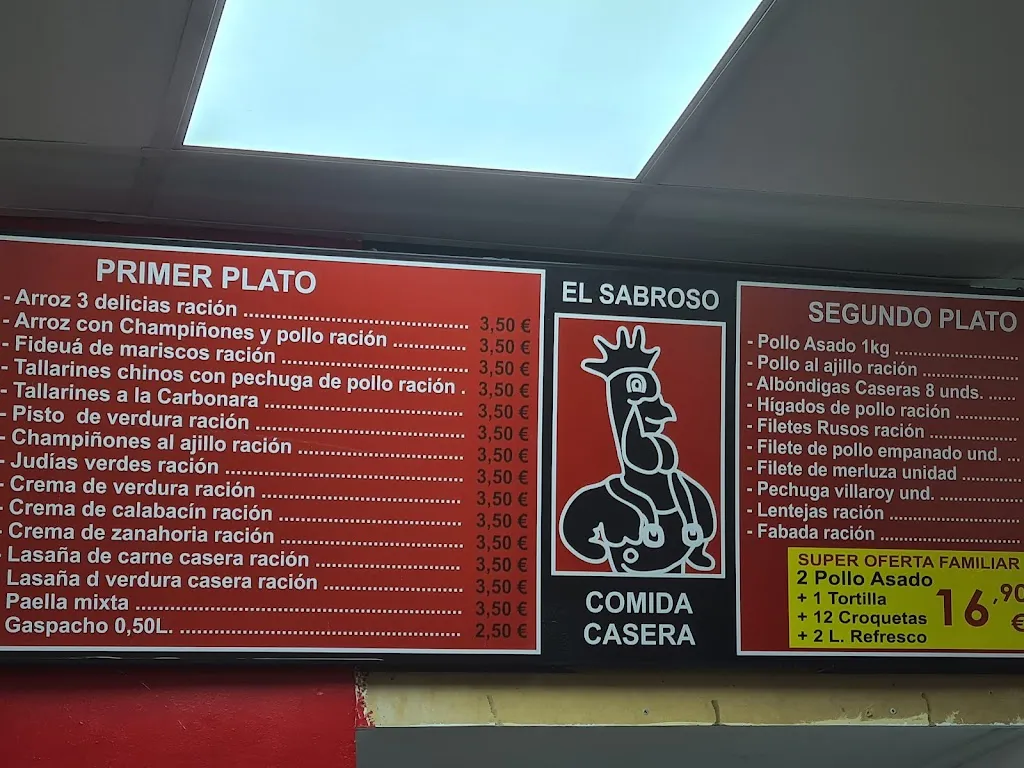 PRIMER PLATO
- Arroz 3 delicias ración ........ 3,50 €
- Arroz con Champiñones y pollo ración ........ 3,50 €
- Fideuá de mariscos ración ........ 3,50 €
- Tallarines chinos con pechuga de pollo ración . 3,50 €
- Tallarines a la Carbonara ........ 3,50 €
- Pisto de verdura ración ........ 3,50 €
- Champiñones al ajillo ración ........ 3,50 €
- Judías verdes ración ........ 3,50 €
- Crema de verdura ración ........ 3,50 €
- Crema de calabacín ración ........ 3,50 €
- Crema de zanahoria ración ........ 3,50 €
- Lasaña de carne casera ración ........ 3,50 €
Lasaña d verdura casera ración ........ 3,50 €
Paella mixta ........ 3,50 €
Gaspacho 0,50L. ........ 2,50 €
EL SABROSO
COMIDA
CASERA
SEGUNDO PLATO
- Pollo Asado 1kg ........
- Pollo al ajillo ración ........
- Albóndigas Caseras 8 unds. ......
- Hígados de pollo ración ........
- Filetes Rusos ración ........
- Filete de pollo empanado und. ...
- Filete de merluza unidad ........
- Pechuga villaroy und. ........
- Lentejas ración ........
- Fabada ración ........
SUPER OFERTA FAMILIAR
2 Pollo Asado
+ 1 Tortilla
+ 12 Croquetas
+ 2 L. Refresco
16,90 €